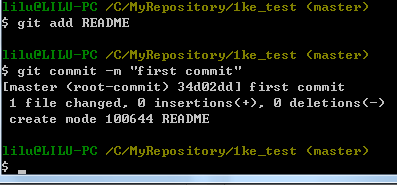 lilu@LILU-PC /C/MyRepository/1ke_test (master)
$ git add README
lilu@LILU-PC /C/MyRepository/1ke_test (master)
$ git commit -m "first commit"
[master (root-commit) 34d02dd] first commit
 1 file changed, 0 insertions(+), 0 deletions(-)
 create mode 100644 README
lilu@LILU-PC /C/MyRepository/1ke_test (master)
$ _